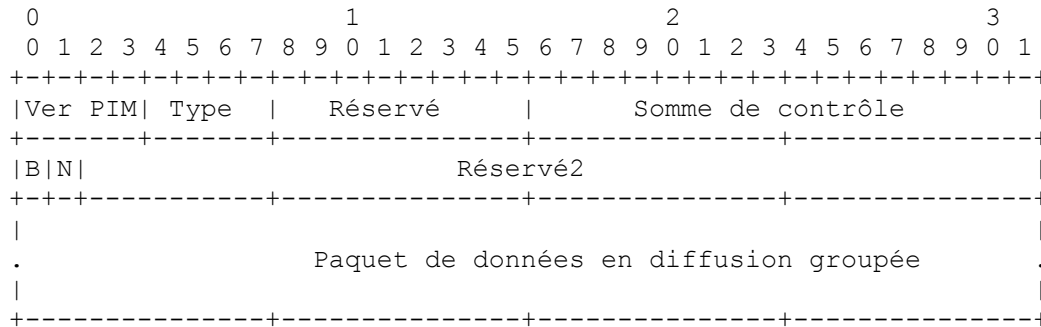 0                   1                   2                   3
0 1 2 3 4 5 6 7 8 9 0 1 2 3 4 5 6 7 8 9 0 1 2 3 4 5 6 7 8 9 0 1
+-+-+-+-+-+-+-+-+-+-+-+-+-+-+-+-+-+-+-+-+-+-+-+-+-+-+-+-+-+-+-+-+
|Ver PIM| Type  |   Réservé     |      Somme de contrôle        |
+-------+-------+---------------+---------------+---------------+
|B|N|                       Réservé2                            |
+-+-+-----------+---------------+---------------+---------------+
|                                                               |
.                  Paquet de données en diffusion groupée       .
|                                                               |
+---------------+---------------+---------------+---------------+